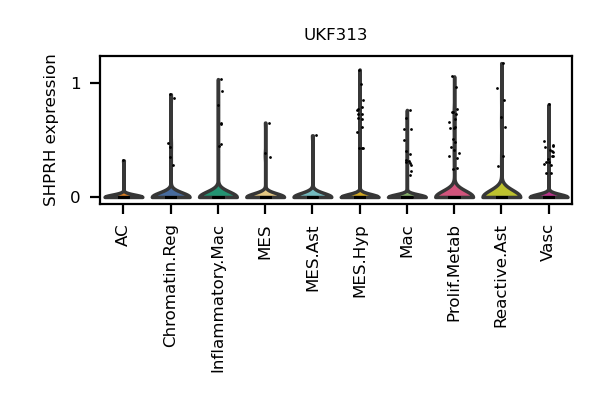 UKF313
SHPRH expression
1
0
AC
Chromatin.Reg
Inflammatory.Mac
MES
MES.Ast
MES.Hyp
Mac
Prolif.Metab
Reactive.Ast
Vasc